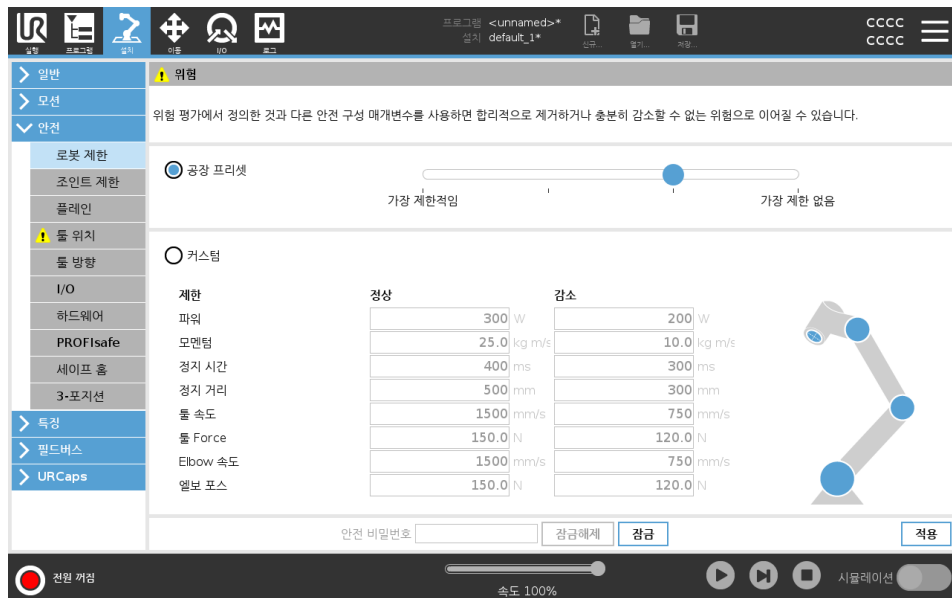 UR
실행 프로그램 설치 이동 I/O 로그
프로그램 <unnamed>*
설치 default_1*
신규... 열기... 저장...
CCCC
CCCC
일반
모션
안전
로봇 제한
조인트 제한
플레인
툴 위치
툴 방향
I/O
하드웨어
PROFIsafe
세이프 홈
3-포지션
특징
필드버스
URCaps
위험
위험 평가에서 정의한 것과 다른 안전 구성 매개변수를 사용하면 합리적으로 제거하거나 충분히 감소할 수 없는 위험으로 이어질 수 있습니다.
공장 프리셋
가장 제한적임 가장 제한 없음
커스텀
제한 정상 감소
파워 300 W 200 W
모멘텀 25.0 kg m/s 10.0 kg m/s
정지 시간 400 ms 300 ms
정지 거리 500 mm 300 mm
툴 속도 1500 mm/s 750 mm/s
툴 Force 150.0 N 120.0 N
Elbow 속도 1500 mm/s 750 mm/s
엘보 포스 150.0 N 120.0 N
안전 비밀번호 잠금해제 잠금 적용
전원 꺼짐
속도 100%
시뮬레이션